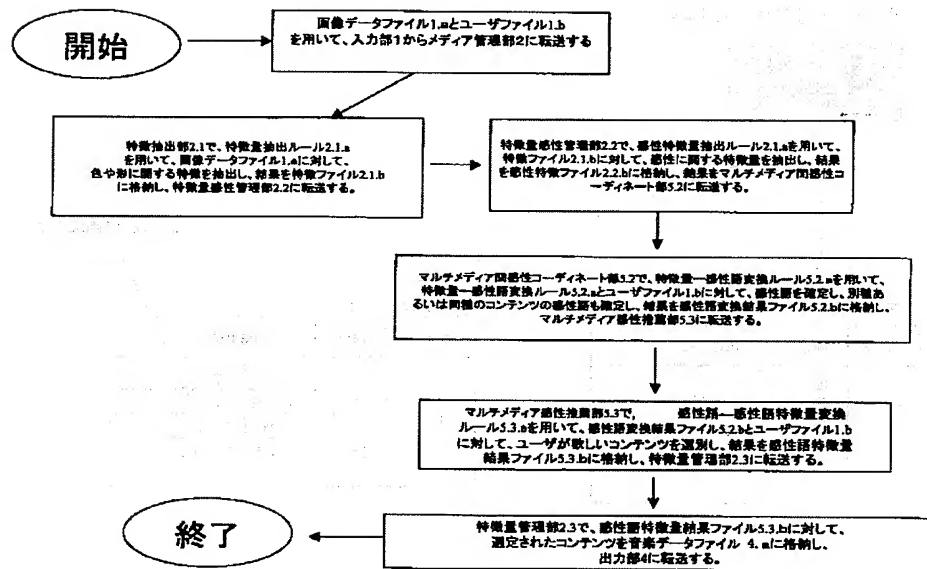 開始
画像データファイル1.aとユーザファイル1.b
を用いて、入力部1からメディア管理部2に転送する
特徴抽出部2.1で、特徴量抽出ルール2.1.a
を用いて、画像データファイル1.aに対して、
色や形に関する特徴を抽出し、結果を特徴ファイル2.1.b
に格納し、特徴量感性管理部2.2に転送する。
特徴量感性管理部2.2で、感性特徴量抽出ルール2.1.aを用いて、
特徴ファイル2.1.bに対して、感性に関する特徴量を抽出し、結果
を感性特徴ファイル2.2.bに格納し、結果をマルチメディア間感性コ
ーディネート部5.2に転送する。
マルチメディア間感性コーディネート部5.2で、特徴量ー感性語変換ルール5.2.aを用いて、
特徴量ー感性語変換ルール5.2.aとユーザファイル1.bに対して、感性語を確定し、別種あ
るいは同種のコンテンツの感性語も確定し、結果を感性語変換結果ファイル5.2.bに格納し、
マルチメディア感性推薦部5.3に転送する。
マルチメディア感性推薦部5.3で、 感性語―感性語特徴量変換
ルール5.3.aを用いて、感性語変換結果ファイル5.2.bとユーザファイル1.b
に対して、ユーザが欲しいコンテンツを選別し、結果を感性語特徴量
結果ファイル5.3.bに格納し、特徴量管理部2.3に転送する。
特徴量管理部2.3で、感性語特徴量結果ファイル5.3.bに対して、
選定されたコンテンツを音楽データファイル 4.aに格納し、
出力部4に転送する。
終了